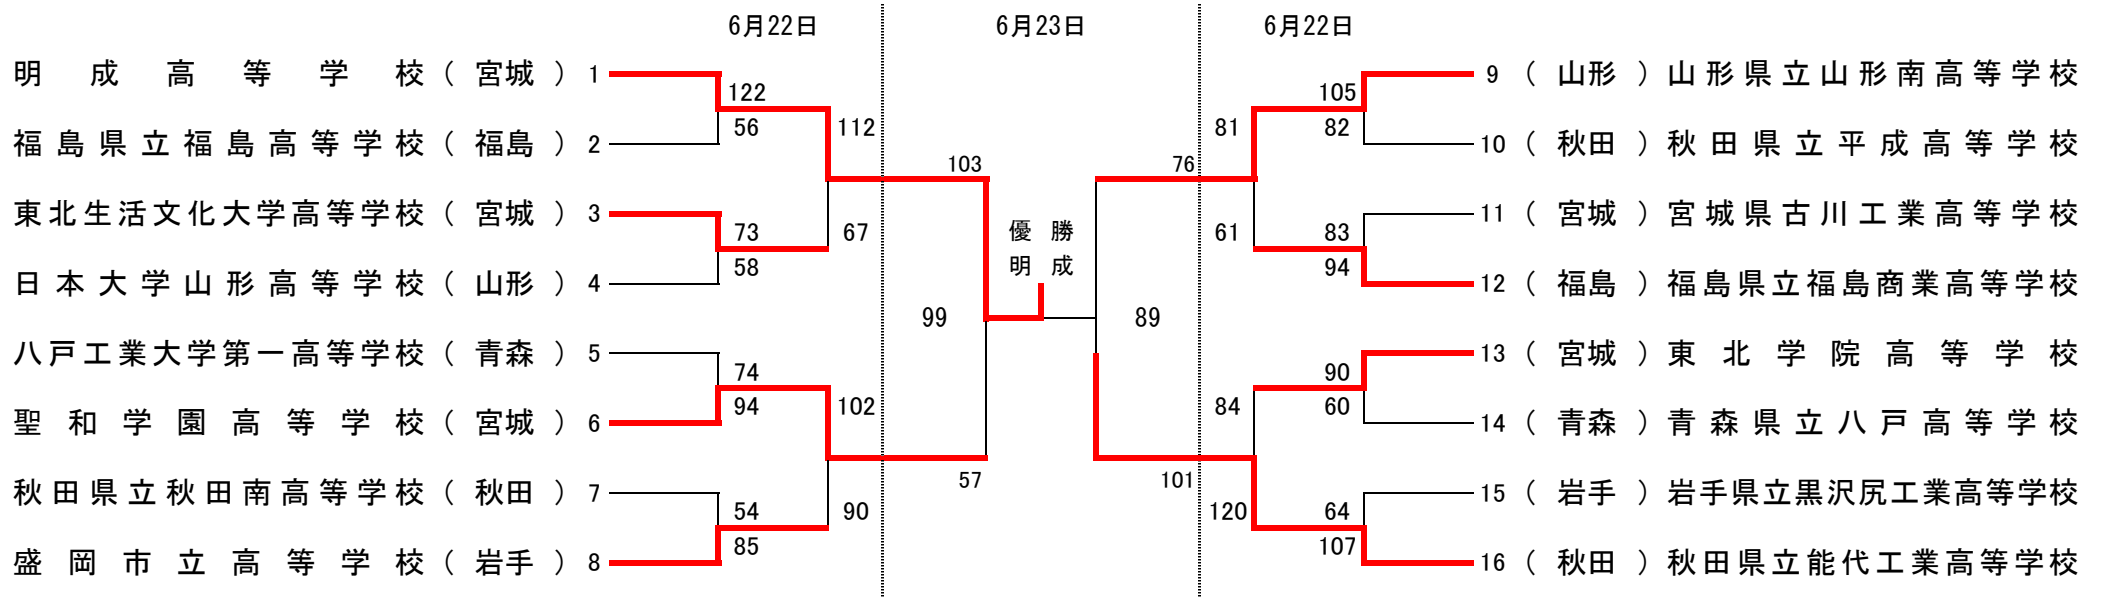 6月22日 6月23日 6月22日
明成高等学校（宮城）1 9（山形）山形県立山形南高等学校
122 105
56 112 81 82
福島県立福島高等学校（福島）2 10（秋田）秋田県立平成高等学校
103 76
東北生活文化大学高等学校（宮城）3 11（宮城）宮城県古川工業高等学校
73 67 優勝 61 83
58 明成 94
日本大学山形高等学校（山形）4 12（福島）福島県立福島商業高等学校
99 89
八戸工業大学第一高等学校（青森）5 13（宮城）東北学院高等学校
74 90
94 102 84 60
聖和学園高等学校（宮城）6 14（青森）青森県立八戸高等学校
57 101
秋田県立秋田南高等学校（秋田）7 15（岩手）岩手県立黒沢尻工業高等学校
54 90 120 64
85 107
盛岡市立高等学校（岩手）8 16（秋田）秋田県立能代工業高等学校